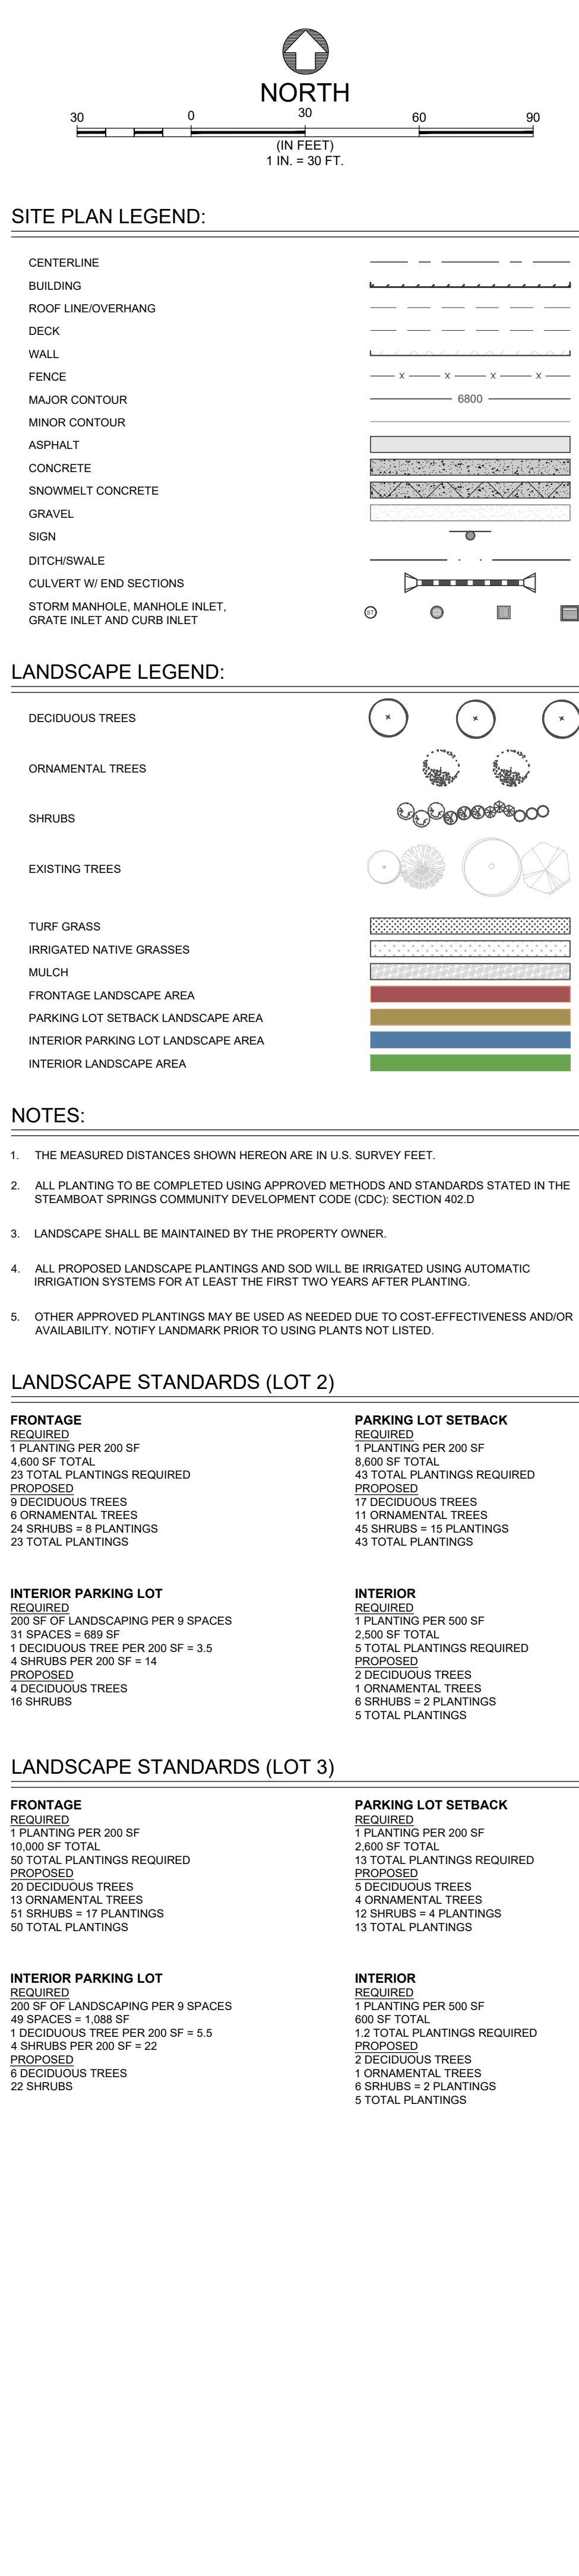 NORTH
30 0 30 60 90
(IN FEET)
1 IN. = 30 FT.
SITE PLAN LEGEND:
CENTERLINE
BUILDING
ROOF LINE/OVERHANG
DECK
WALL
FENCE X X X X
MAJOR CONTOUR 6800
MINOR CONTOUR
ASPHALT
CONCRETE
SNOWMELT CONCRETE
GRAVEL
SIGN
DITCH/SWALE
CULVERT W/ END SECTIONS
STORM MANHOLE, MANHOLE INLET, ST
GRATE INLET AND CURB INLET
LANDSCAPE LEGEND:
DECIDUOUS TREES
ORNAMENTAL TREES
SHRUBS
EXISTING TREES
TURF GRASS
IRRIGATED NATIVE GRASSES
MULCH
FRONTAGE LANDSCAPE AREA
PARKING LOT SETBACK LANDSCAPE AREA
INTERIOR PARKING LOT LANDSCAPE AREA
INTERIOR LANDSCAPE AREA
NOTES:
1. THE MEASURED DISTANCES SHOWN HEREON ARE IN U.S. SURVEY FEET.
2. ALL PLANTING TO BE COMPLETED USING APPROVED METHODS AND STANDARDS STATED IN THE
STEAMBOAT SPRINGS COMMUNITY DEVELOPMENT CODE (CDC): SECTION 402.D
3. LANDSCAPE SHALL BE MAINTAINED BY THE PROPERTY OWNER.
4. ALL PROPOSED LANDSCAPE PLANTINGS AND SOD WILL BE IRRIGATED USING AUTOMATIC
IRRIGATION SYSTEMS FOR AT LEAST THE FIRST TWO YEARS AFTER PLANTING.
5. OTHER APPROVED PLANTINGS MAY BE USED AS NEEDED DUE TO COST-EFFECTIVENESS AND/OR
AVAILABILITY. NOTIFY LANDMARK PRIOR TO USING PLANTS NOT LISTED.
LANDSCAPE STANDARDS (LOT 2)
FRONTAGE
REQUIRED
1 PLANTING PER 200 SF
4,600 SF TOTAL
23 TOTAL PLANTINGS REQUIRED
PROPOSED
9 DECIDUOUS TREES
6 ORNAMENTAL TREES
24 SRHUBS = 8 PLANTINGS
23 TOTAL PLANTINGS
PARKING LOT SETBACK
REQUIRED
1 PLANTING PER 200 SF
8,600 SF TOTAL
43 TOTAL PLANTINGS REQUIRED
PROPOSED
17 DECIDUOUS TREES
11 ORNAMENTAL TREES
45 SHRUBS = 15 PLANTINGS
43 TOTAL PLANTINGS
INTERIOR PARKING LOT
REQUIRED
200 SF OF LANDSCAPING PER 9 SPACES
31 SPACES = 689 SF
1 DECIDUOUS TREE PER 200 SF = 3.5
4 SHRUBS PER 200 SF = 14
PROPOSED
4 DECIDUOUS TREES
16 SHRUBS
INTERIOR
REQUIRED
1 PLANTING PER 500 SF
2,500 SF TOTAL
5 TOTAL PLANTINGS REQUIRED
PROPOSED
2 DECIDUOUS TREES
1 ORNAMENTAL TREES
6 SRHUBS = 2 PLANTINGS
5 TOTAL PLANTINGS
LANDSCAPE STANDARDS (LOT 3)
FRONTAGE
REQUIRED
1 PLANTING PER 200 SF
10,000 SF TOTAL
50 TOTAL PLANTINGS REQUIRED
PROPOSED
20 DECIDUOUS TREES
13 ORNAMENTAL TREES
51 SRHUBS = 17 PLANTINGS
50 TOTAL PLANTINGS
PARKING LOT SETBACK
REQUIRED
1 PLANTING PER 200 SF
2,600 SF TOTAL
13 TOTAL PLANTINGS REQUIRED
PROPOSED
5 DECIDUOUS TREES
4 ORNAMENTAL TREES
12 SHRUBS = 4 PLANTINGS
13 TOTAL PLANTINGS
INTERIOR PARKING LOT
REQUIRED
200 SF OF LANDSCAPING PER 9 SPACES
49 SPACES = 1,088 SF
1 DECIDUOUS TREE PER 200 SF = 5.5
4 SHRUBS PER 200 SF = 22
PROPOSED
6 DECIDUOUS TREES
22 SHRUBS
INTERIOR
REQUIRED
1 PLANTING PER 500 SF
600 SF TOTAL
1.2 TOTAL PLANTINGS REQUIRED
PROPOSED
2 DECIDUOUS TREES
1 ORNAMENTAL TREES
6 SRHUBS = 2 PLANTINGS
5 TOTAL PLANTINGS